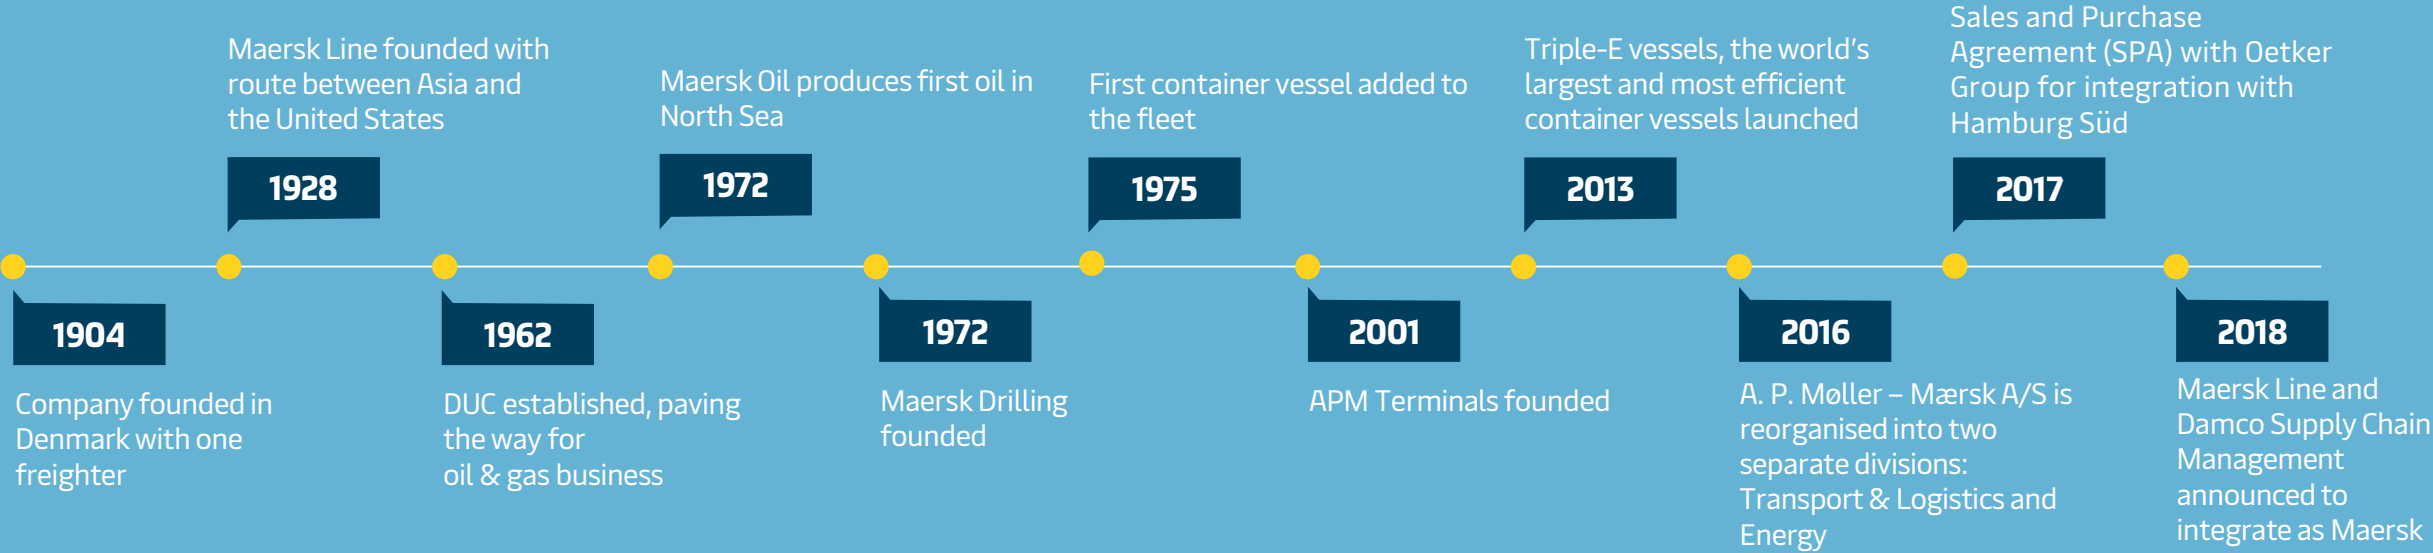 Maersk Line founded with
route between Asia and
the United States
1928
Maersk Oil produces first oil in
North Sea
1972
First container vessel added to
the fleet
1975
Triple-E vessels, the world's
largest and most efficient
container vessels launched
2013
Sales and Purchase
Agreement (SPA) with Oetker
Group for integration with
Hamburg Süd
2017
1904
Company founded in
Denmark with one
freighter
1962
DUC established, paving
the way for
oil & gas business
1972
Maersk Drilling
founded
2001
APM Terminals founded
2016
A. P. Møller – Mærsk A/S is
reorganised into two
separate divisions:
Transport & Logistics and
Energy
2018
Maersk Line and
Damco Supply Chain
Management
announced to
integrate as Maersk